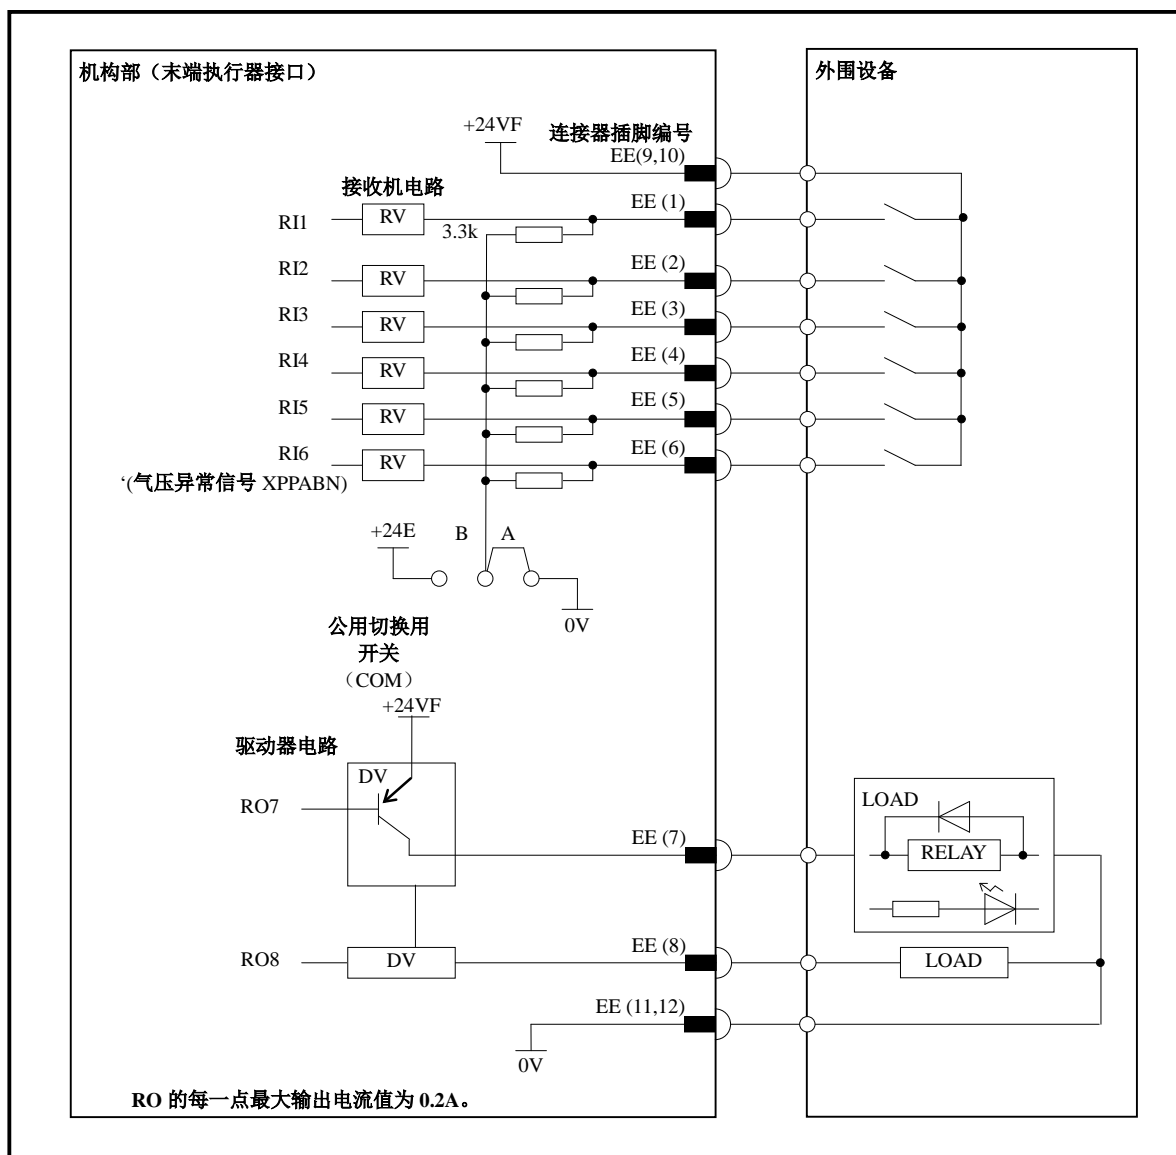 机构部（末端执行器接口）
外围设备
+24VF
连接器插脚编号
EE(9,10)
接收机电路
RI1
RV
3.3k
EE (1)
RI2
RV
EE (2)
RI3
RV
EE (3)
RI4
RV
EE (4)
RI5
RV
EE (5)
RI6
RV
EE (6)
‘(气压异常信号 XPPABN)
+24E
B
A
0V
公用切换用
开关
（COM）
+24VF
驱动器电路
DV
RO7
EE (7)
LOAD
RELAY
RO8
DV
EE (8)
LOAD
EE (11,12)
0V
RO 的每一点最大输出电流值为 0.2A。